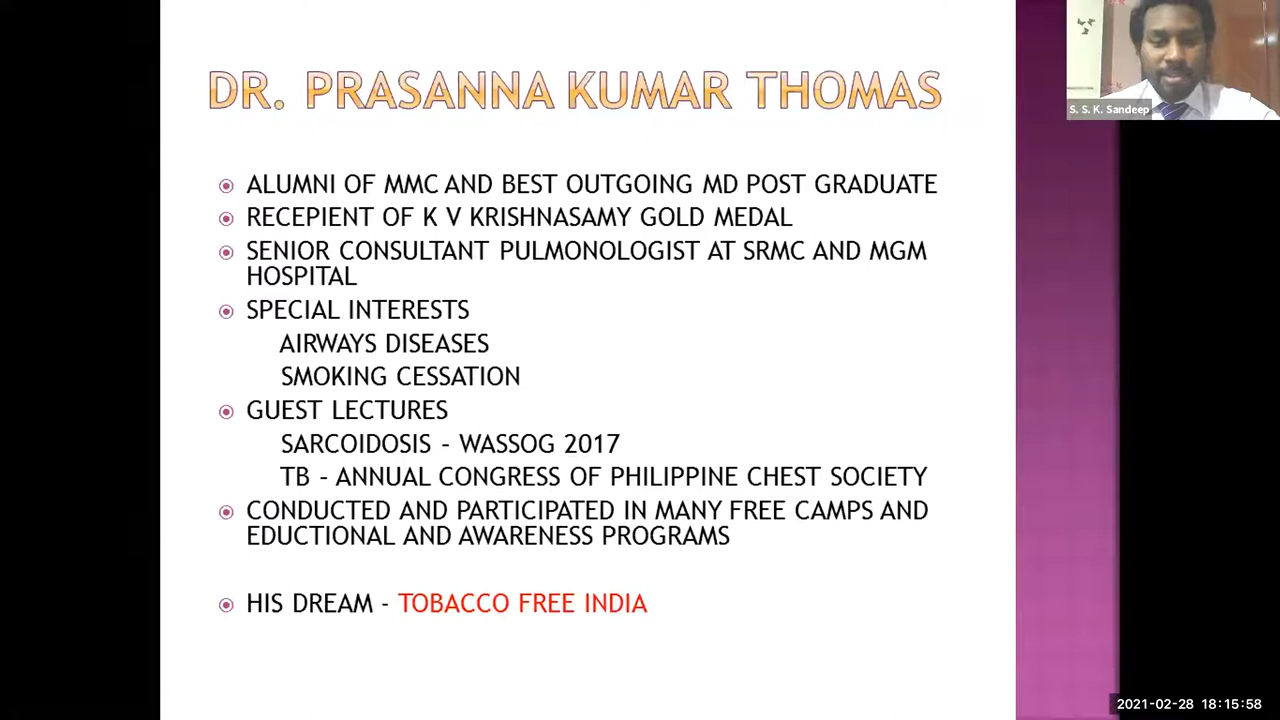 DR. PRASANNA KUMAR THOMAS
S. S. K. Sandeep
ALUMNI OF MMC AND BEST OUTGOING MD POST GRADUATE
RECEPIENT OF K V KRISHNASAMY GOLD MEDAL
SENIOR CONSULTANT PULMONOLOGIST AT SRMC AND MGM
HOSPITAL
SPECIAL INTERESTS
AIRWAYS DISEASES
SMOKING CESSATION
GUEST LECTURES
SARCOIDOSIS - WASSOG 2017
TB - ANNUAL CONGRESS OF PHILIPPINE CHEST SOCIETY
CONDUCTED AND PARTICIPATED IN MANY FREE CAMPS AND
EDUCTIONAL AND AWARENESS PROGRAMS
HIS DREAM - TOBACCO FREE INDIA
2021-02-28 18:15:58